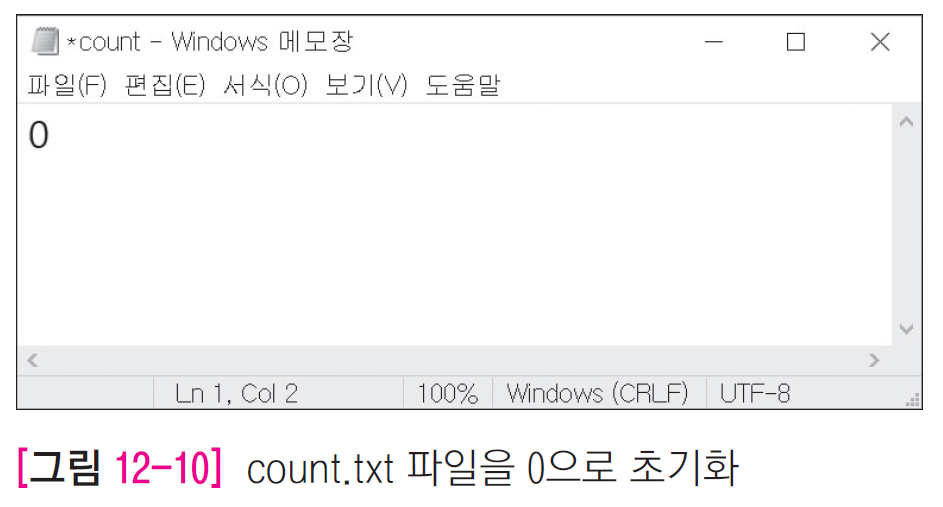 *count - Windows 메모장
파일(F) 편집(E) 서식(O) 보기(V) 도움말
0
Ln 1, Col 2 100% Windows (CRLF) UTF-8
[그림 12-10] count.txt 파일을 0으로 초기화